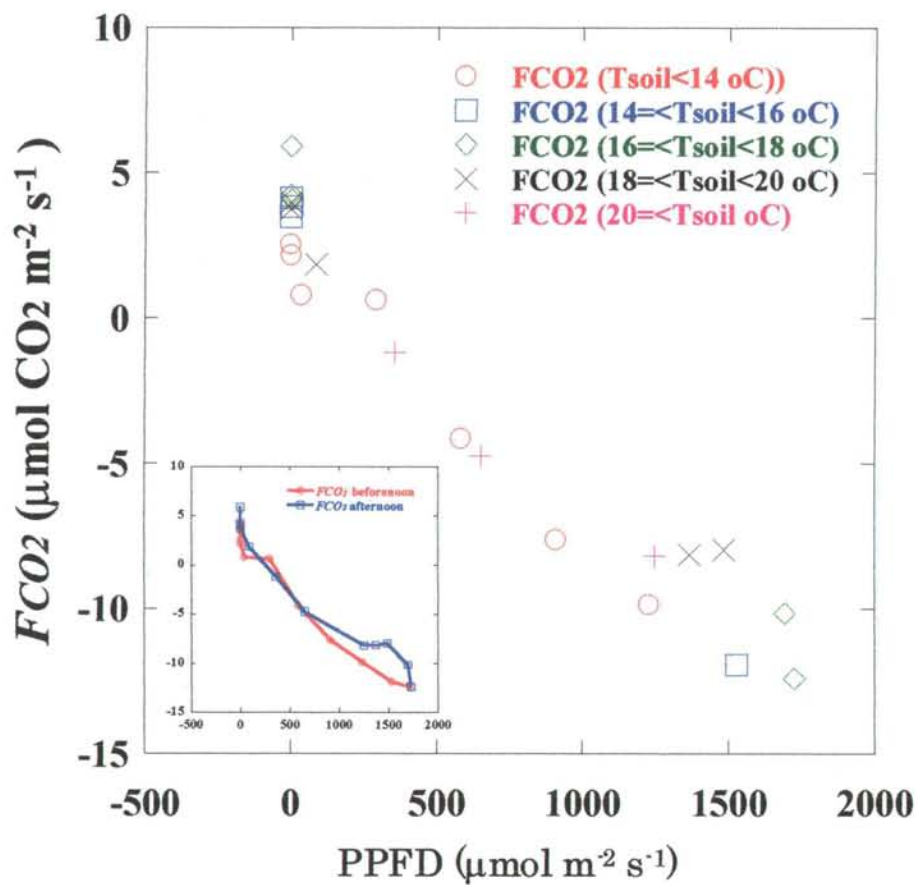 10
5
0
-5
-10
-15
-500
0
500
1000
1500
2000
FCO2 (μmol CO2 m-2 s-1)
PPFD (μmol m-2 s-1)
FCO2 (Tsoil<14 oC))
FCO2 (14=<Tsoil<16 oC)
FCO2 (16=<Tsoil<18 oC)
FCO2 (18=<Tsoil<20 oC)
FCO2 (20=<Tsoil oC)
10
5
0
-5
-10
-15
-500
0
500
1000
1500
2000
FCO2 beforenoon
FCO2 afternoon